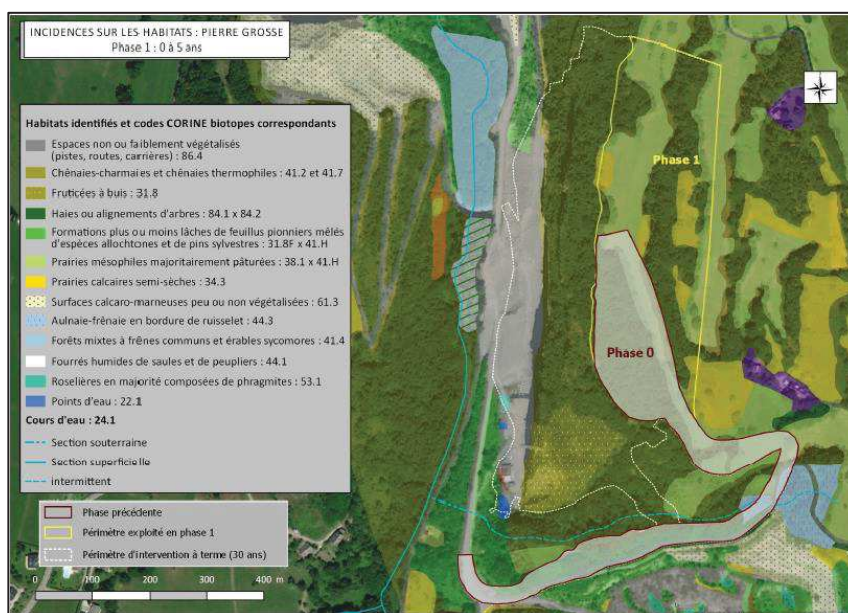 INCIDENCES SUR LES HABITATS : PIERRE GROSSE
Phase 1 : 0 à 5 ans
Habitats identifiés et codes CORINE biotopes correspondants
Espaces non ou faiblement végétalisés
(pistes, routes, carrières) : 86.4
Chênaies-charmaies et chênaies thermophiles : 41.2 et 41.7
Fruticées à buis : 31.8
Haies ou alignements d'arbres : 84.1 x 84.2
Formations plus ou moins lâches de feuillus pionniers mêlés
d'espèces allochtones et de pins sylvestres : 31.8F x 41.H
Prairies mésophiles majoritairement pâturées : 38.1 x 41.H
Prairies calcaires semi-sèches : 34.3
Surfaces calcaro-marneuses peu ou non végétalisées : 61.3
Aulnaie-frênaie en bordure de ruisselet : 44.3
Forêts mixtes à frênes communs et érables sycomores : 41.4
Fourrés humides de saules et de peupliers : 44.1
Roselières en majorité composées de phragmites : 53.1
Points d'eau : 22.1
Cours d'eau : 24.1
Section souterraine
Section superficielle
intermittent
Phase précédente
Périmètre exploité en phase 1
Périmètre d'intervention à terme (30 ans)
0 100 200 300 400 m
Phase 1
Phase 0